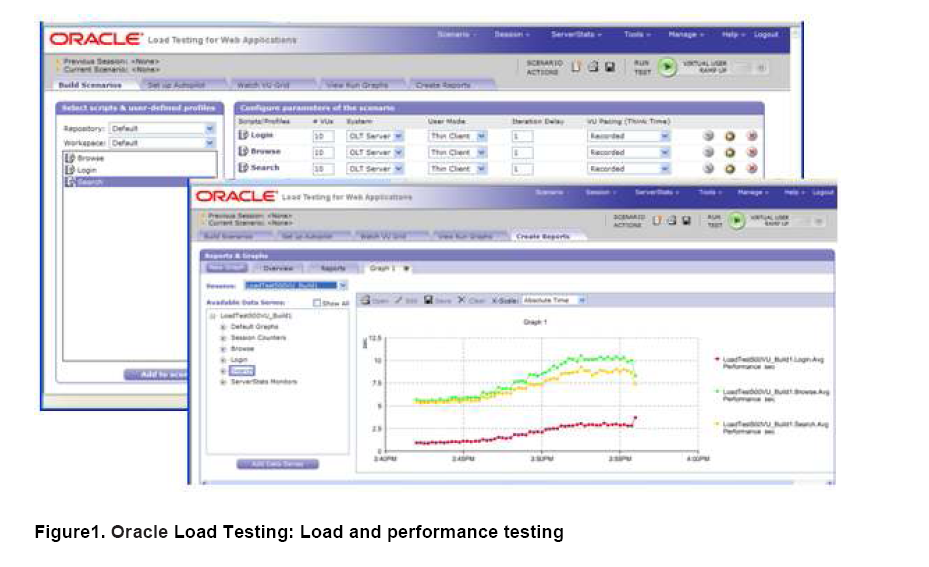 ORACLE Load Testing for Web Applications
Scenario Session ServerStats Tools Manage Help Logout
Previous Session: <None>
Current Scenario: <None>
SCENARIO ACTIONS RUN TEST VIRTUAL USER RAMP UP
Build Scenarios Set up Autopilot Watch VU Grid View Run Graphs Create Reports
Select scripts & user-defined profiles
Repository: Default
Workspace: Default
Browse
Login
Search
Configure parameters of the scenario
Scripts/Profiles # VUs System User Mode Iteration Delay VU Pacing (Think Time)
Login 10 OLT Server Thin Client 1 Recorded
Browse 10 OLT Server Thin Client 1 Recorded
Search 10 OLT Server Thin Client 1 Recorded
Add to scen
ORACLE Load Testing for Web Applications
Scenario Session ServerStats Tools Manage Help Logout
Previous Session: <None>
Current Scenario: <None>
SCENARIO ACTIONS RUN TEST VIRTUAL USER RAMP UP
Build Scenarios Set up Autopilot Watch VU Grid View Run Graphs Create Reports
Reports & Graphs
New Graph Overview Reports Graph 1
Session: LoadTest500VU_Build1
Available Data Series: Show All
LoadTest500VU_Build1
Default Graphs
Session Counters
Browse
Login
Search
ServerStats Monitors
Add Data Series
Open Edit Save Clear X-Scale: Absolute Time
Graph 1
sec
12.5
10
7.5
5
2.5
0
3:40PM 3:45PM 3:50PM 3:55PM 4:00PM
LoadTest500VU_Build1.Login.Avg Performance sec
LoadTest500VU_Build1.Browse.Avg Performance sec
LoadTest500VU_Build1.Search.Avg Performance sec
Figure1. Oracle Load Testing: Load and performance testing